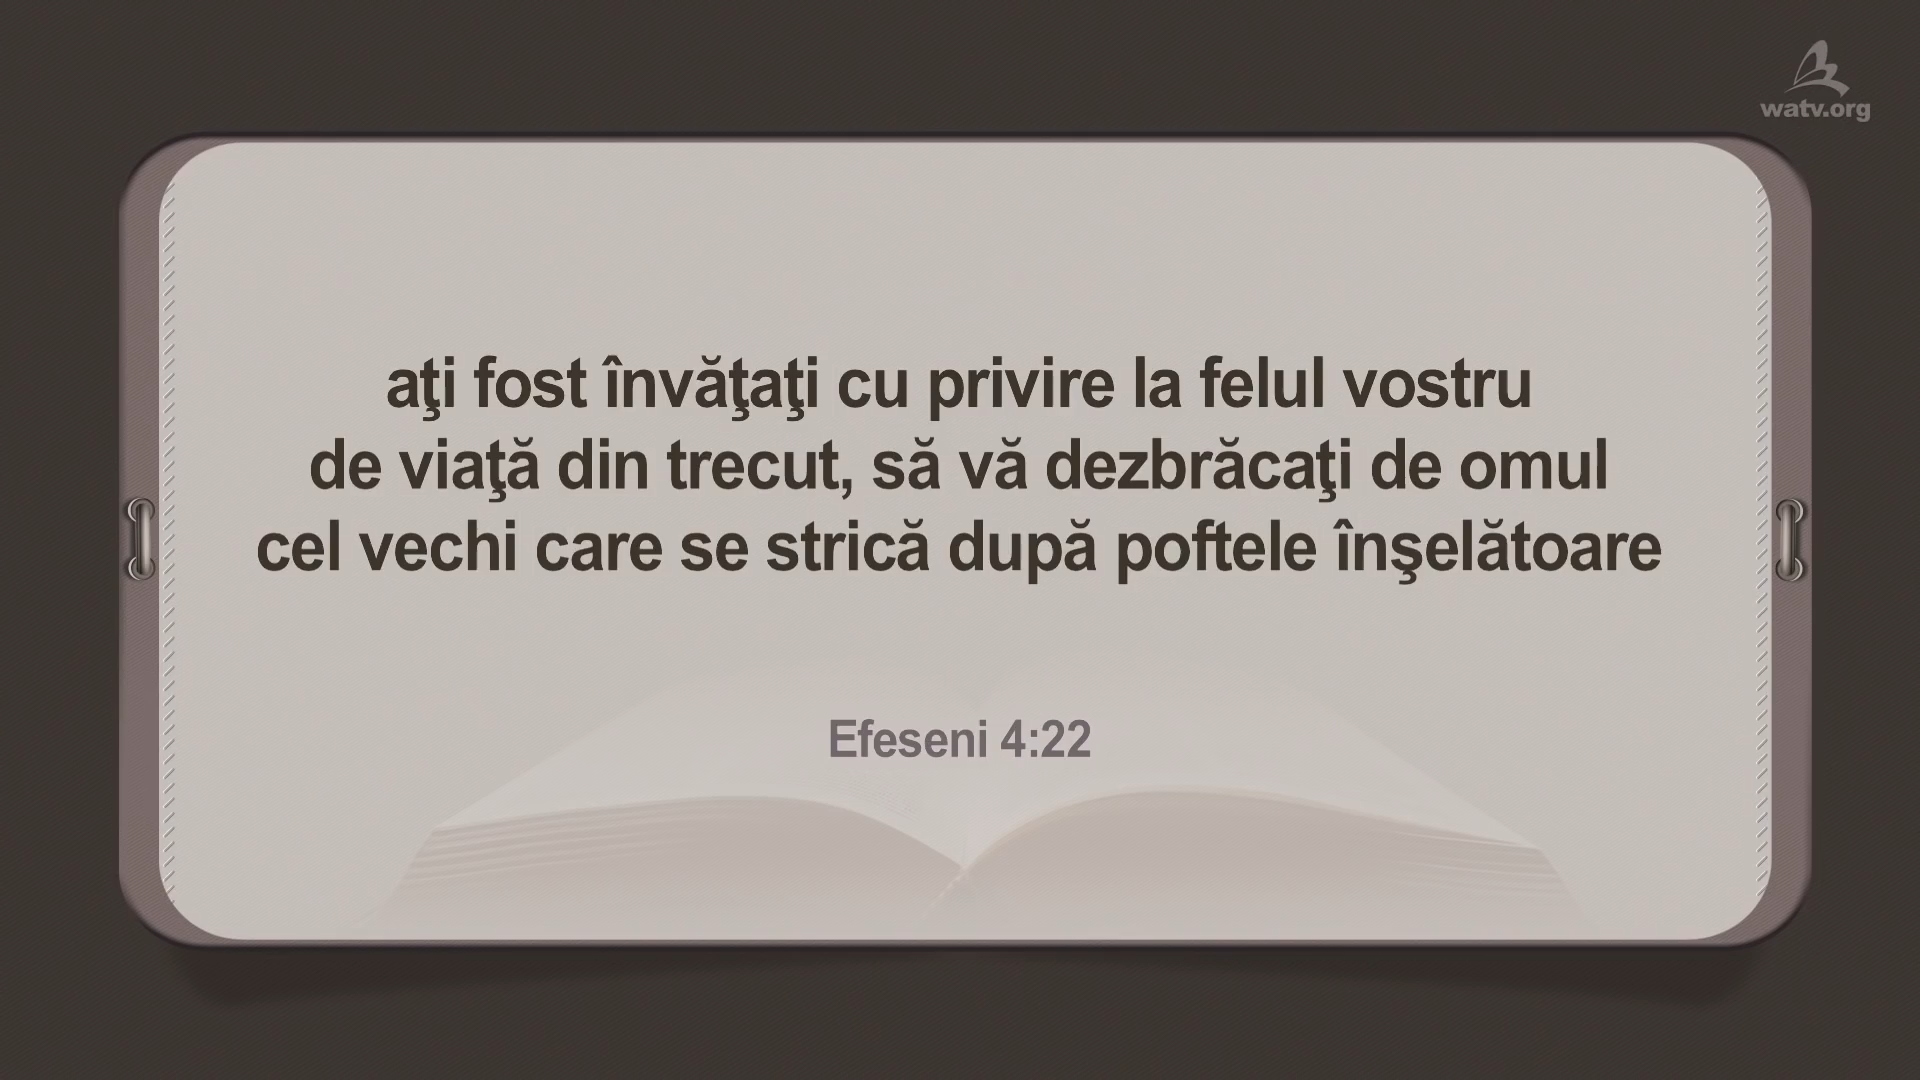 watv.org
aţi fost învăţaţi cu privire la felul vostru
de viaţă din trecut, să vă dezbrăcaţi de omul
cel vechi care se strică după poftele înşelătoare
Efeseni 4:22